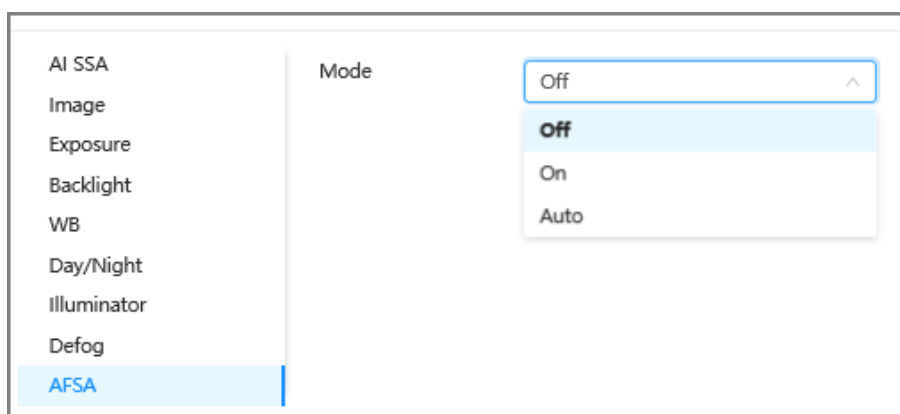 AI SSA
Image
Exposure
Backlight
WB
Day/Night
Illuminator
Defog
AFSA
Mode
Off
Off
On
Auto